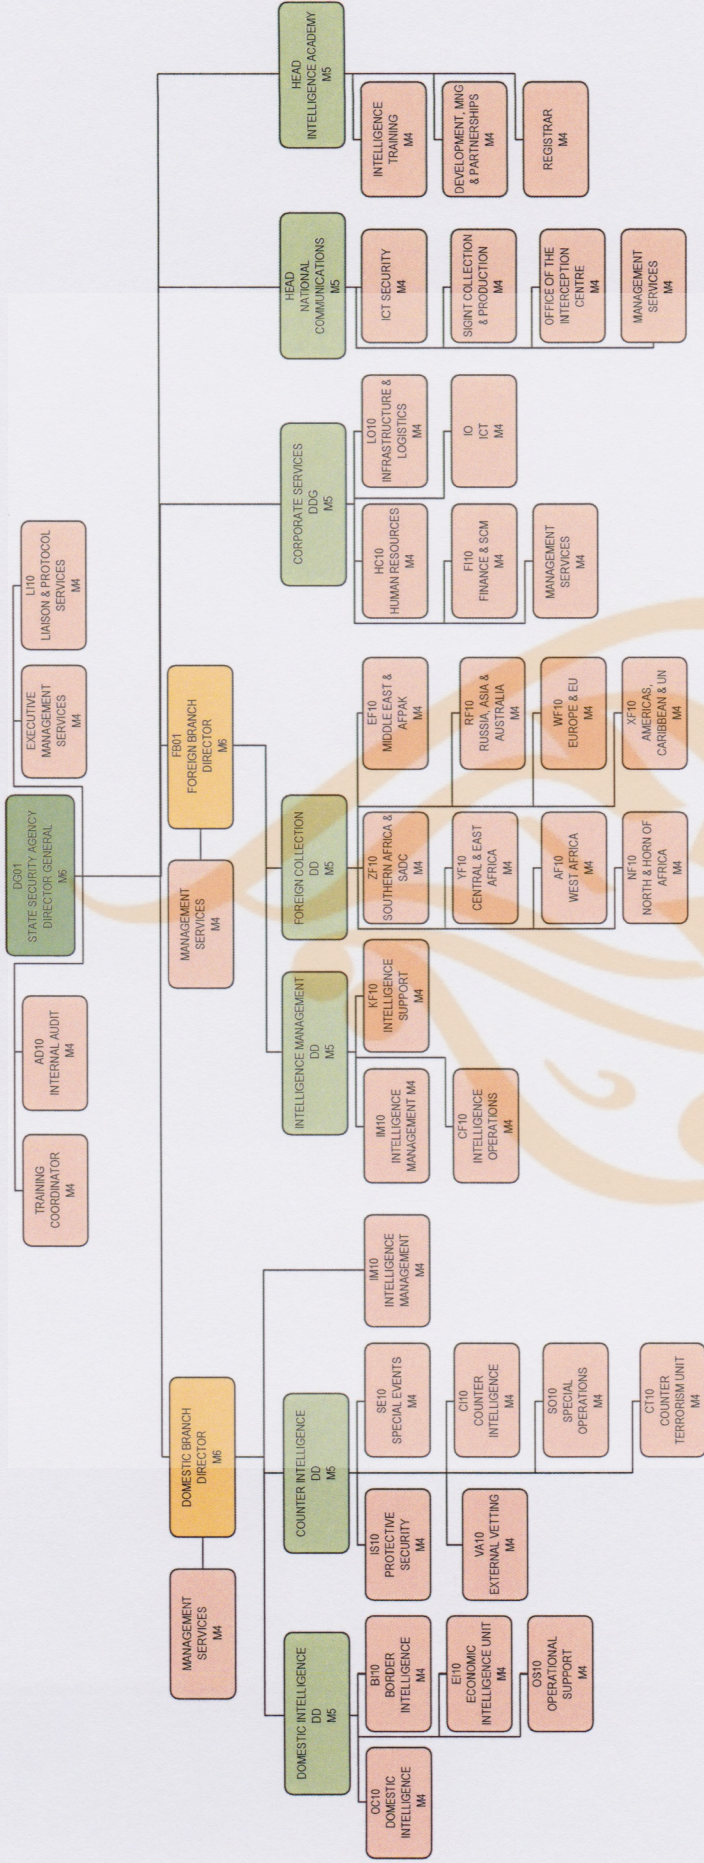 DG01
STATE SECURITY AGENCY
DIRECTOR GENERAL
M6
TRAINING
COORDINATOR
M4
AD10
INTERNAL AUDIT
M4
EXECUTIVE
MANAGEMENT
SERVICES
M4
LI10
LIAISON & PROTOCOL
SERVICES
M4
MANAGEMENT
SERVICES
M4
DOMESTIC BRANCH
DIRECTOR
M6
MANAGEMENT
SERVICES
M4
FB01
FOREIGN BRANCH
DIRECTOR
M6
DOMESTIC INTELLIGENCE
DD
M5
OC10
DOMESTIC
INTELLIGENCE
M4
BI10
BORDER
INTELLIGENCE
M4
EI10
ECONOMIC
INTELLIGENCE UNIT
M4
OS10
OPERATIONAL
SUPPORT
M4
COUNTER INTELLIGENCE
DD
M5
IS10
PROTECTIVE
SECURITY
M4
SE10
SPECIAL EVENTS
M4
VA10
EXTERNAL VETTING
M4
CI10
COUNTER
INTELLIGENCE
M4
SO10
SPECIAL
OPERATIONS
M4
CT10
COUNTER
TERRORISM UNIT
M4
IM10
INTELLIGENCE
MANAGEMENT
M4
INTELLIGENCE MANAGEMENT
DD
M5
IM10
INTELLIGENCE
MANAGEMENT M4
KF10
INTELLIGENCE
SUPPORT
M4
CF10
INTELLIGENCE
OPERATIONS
M4
FOREIGN COLLECTION
DD
M5
ZF10
SOUTHERN AFRICA &
SADC
M4
EF10
MIDDLE EAST &
AFPAK
M4
YF10
CENTRAL & EAST
AFRICA
M4
RF10
RUSSIA, ASIA &
AUSTRALIA
M4
AF10
WEST AFRICA
M4
WF10
EUROPE & EU
M4
NF10
NORTH & HORN OF
AFRICA
M4
XF10
AMERICAS,
CARIBBEAN & UN
M4
CORPORATE SERVICES
DDG
M5
HC10
HUMAN RESOURCES
M4
LO10
INFRASTRUCTURE &
LOGISTICS
M4
FI10
FINANCE & SCM
M4
IO
ICT
M4
MANAGEMENT
SERVICES
M4
HEAD
NATIONAL
COMMUNICATIONS
M5
ICT SECURITY
M4
SIGINT COLLECTION
& PRODUCTION
M4
OFFICE OF THE
INTERCEPTION
CENTRE
M4
MANAGEMENT
SERVICES
M4
HEAD
INTELLIGENCE ACADEMY
M5
INTELLIGENCE
TRAINING
M4
DEVELOPMENT, MNG
& PARTNERSHIPS
M4
REGISTRAR
M4